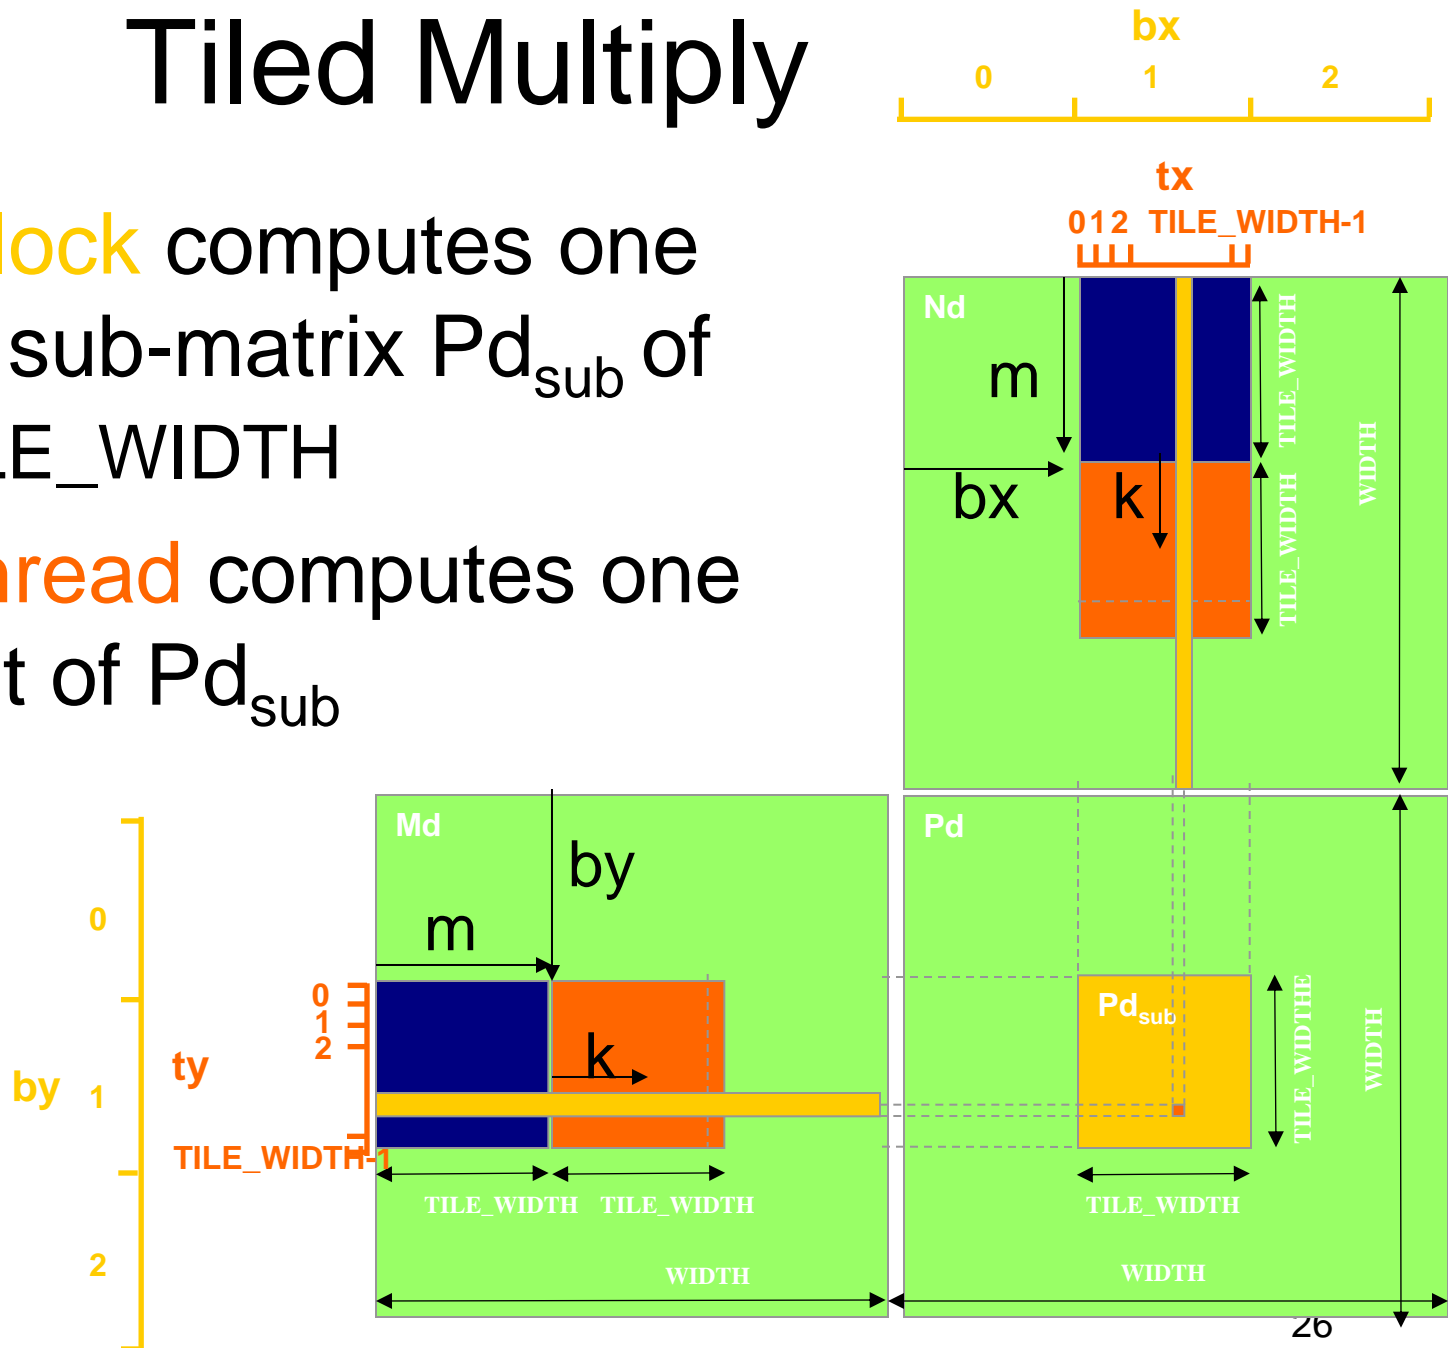 Tiled Multiply
bx
0 1 2
tx
0 1 2 TILE_WIDTH-1
lock computes one
sub-matrix Pdsub of
LE_WIDTH
hread computes one
t of Pdsub
Nd
m
bx
k
TILE_WIDTH
TILE_WIDTH
WIDTH
Md
by
m
k
0
1
2
by
ty
0
1
2
TILE_WIDTH-1
TILE_WIDTH TILE_WIDTH
WIDTH
Pd
Pdsub
TILE_WIDTHE
WIDTH
TILE_WIDTH
WIDTH
26